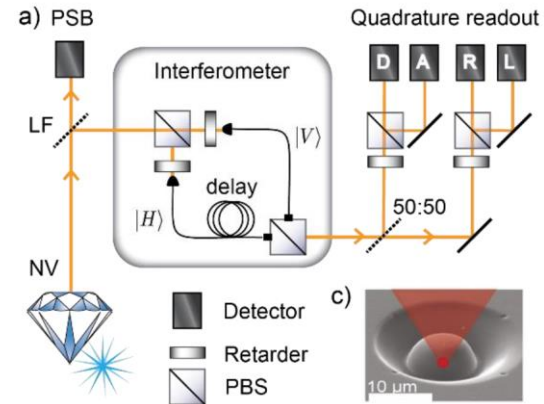 a) PSB
Quadrature readout
Interferometer
D A R L
LF
|V⟩
delay
|H⟩
50:50
NV
Detector
Retarder
PBS
c)
10 µm